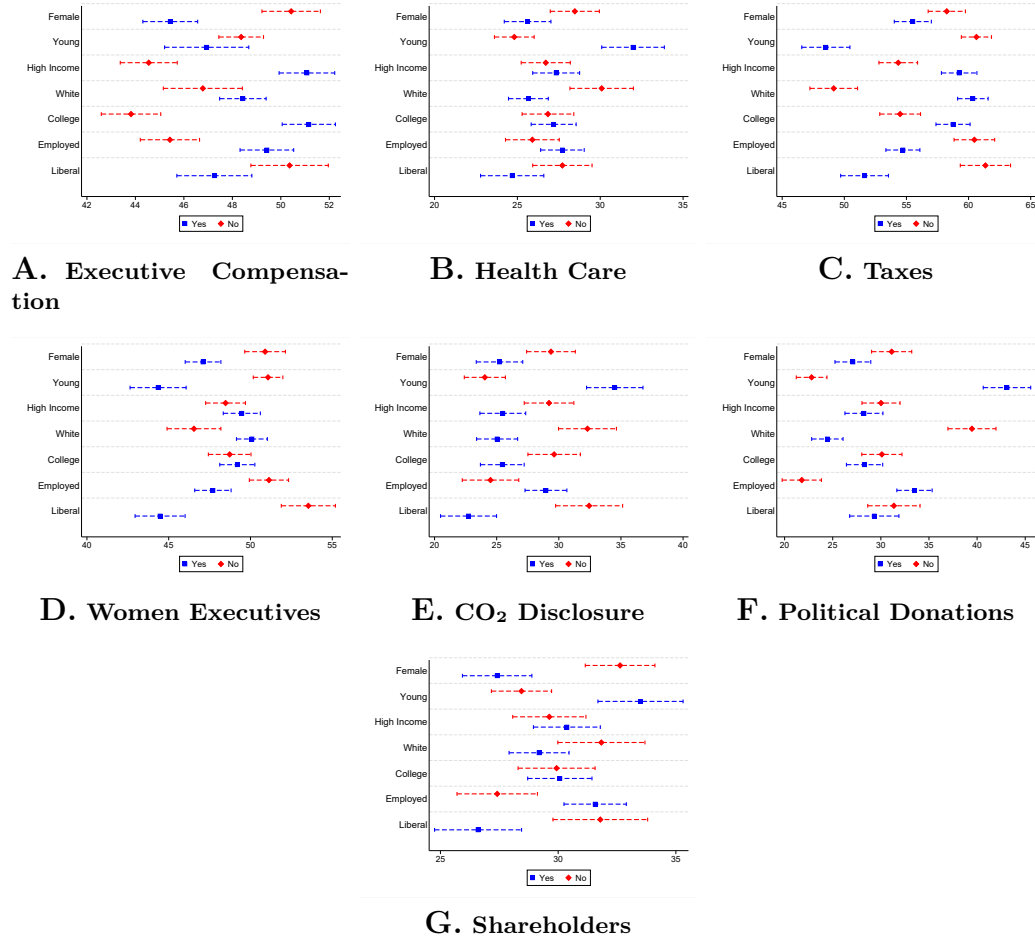 Female
Young
High Income
White
College
Employed
Liberal
42 44 46 48 50 52
Yes No
A. Executive Compensa-
tion
Female
Young
High Income
White
College
Employed
Liberal
20 25 30 35
Yes No
B. Health Care
Female
Young
High Income
White
College
Employed
Liberal
45 50 55 60 65
Yes No
C. Taxes
Female
Young
High Income
White
College
Employed
Liberal
40 45 50 55
Yes No
D. Women Executives
Female
Young
High Income
White
College
Employed
Liberal
20 25 30 35 40
Yes No
E. CO₂ Disclosure
Female
Young
High Income
White
College
Employed
Liberal
20 25 30 35 40 45
Yes No
F. Political Donations
Female
Young
High Income
White
College
Employed
Liberal
25 30 35
Yes No
G. Shareholders